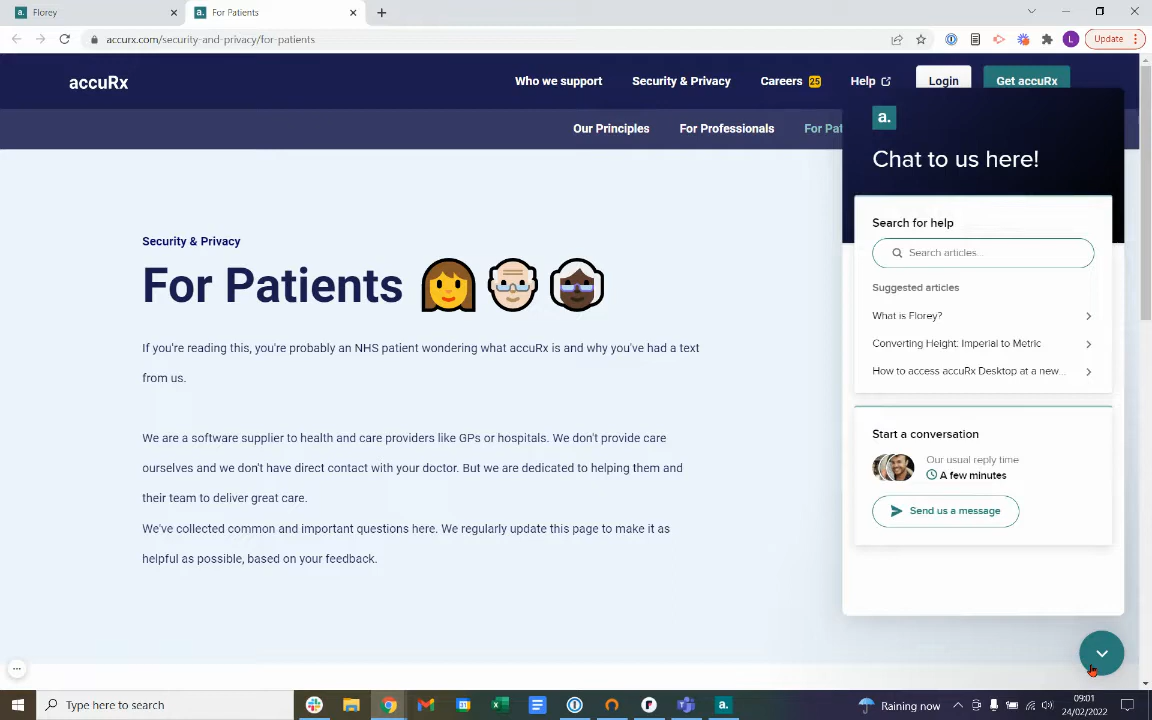 a. Florey
a. For Patients
accurx.com/security-and-privacy/for-patients
L
Update
accuRx
Who we support
Security & Privacy
Careers 25
Help
Login
Get accuRx
Our Principles
For Professionals
For Pat
Security & Privacy
For Patients
If you're reading this, you're probably an NHS patient wondering what accuRx is and why you've had a text
from us.
We are a software supplier to health and care providers like GPs or hospitals. We don't provide care
ourselves and we don't have direct contact with your doctor. But we are dedicated to helping them and
their team to deliver great care.
We've collected common and important questions here. We regularly update this page to make it as
helpful as possible, based on your feedback.
a.
Chat to us here!
Search for help
Search articles...
Suggested articles
What is Florey?
Converting Height: Imperial to Metric
How to access accuRx Desktop at a new...
Start a conversation
Our usual reply time
A few minutes
Send us a message
Type here to search
a.
Raining now
09:01
24/02/2022